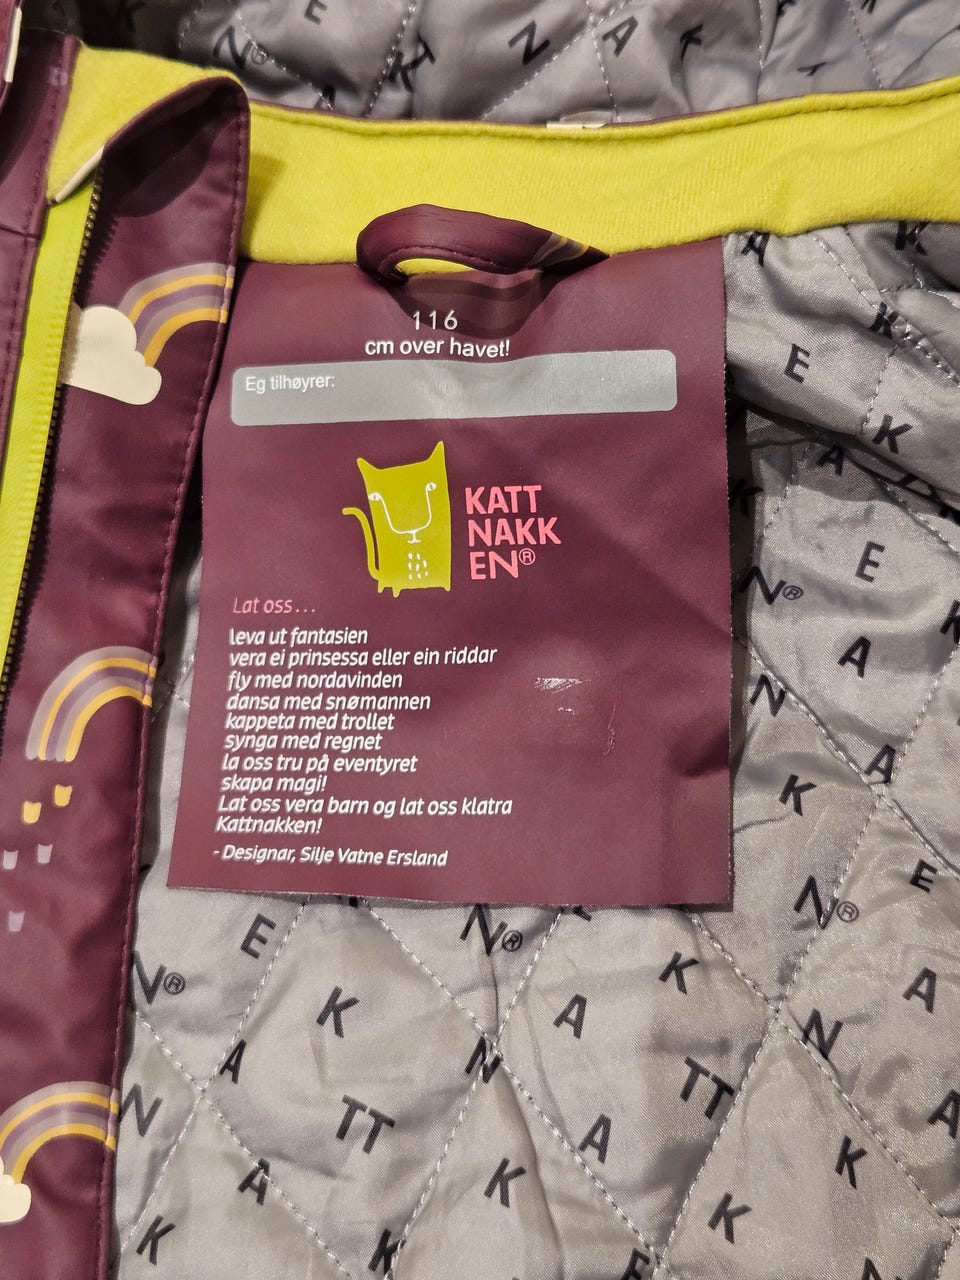 116
cm over havet!
Eg tilhøyrer:
KATT
NAKK
EN®
Lat oss...
leva ut fantasien
vera ei prinsessa eller ein riddar
fly med nordavinden
dansa med snømannen
kappeta med trollet
synga med regnet
la oss tru på eventyret
skapa magi!
Lat oss vera barn og lat oss klatra
Kattnakken!
- Designar, Silje Vatne Ersland